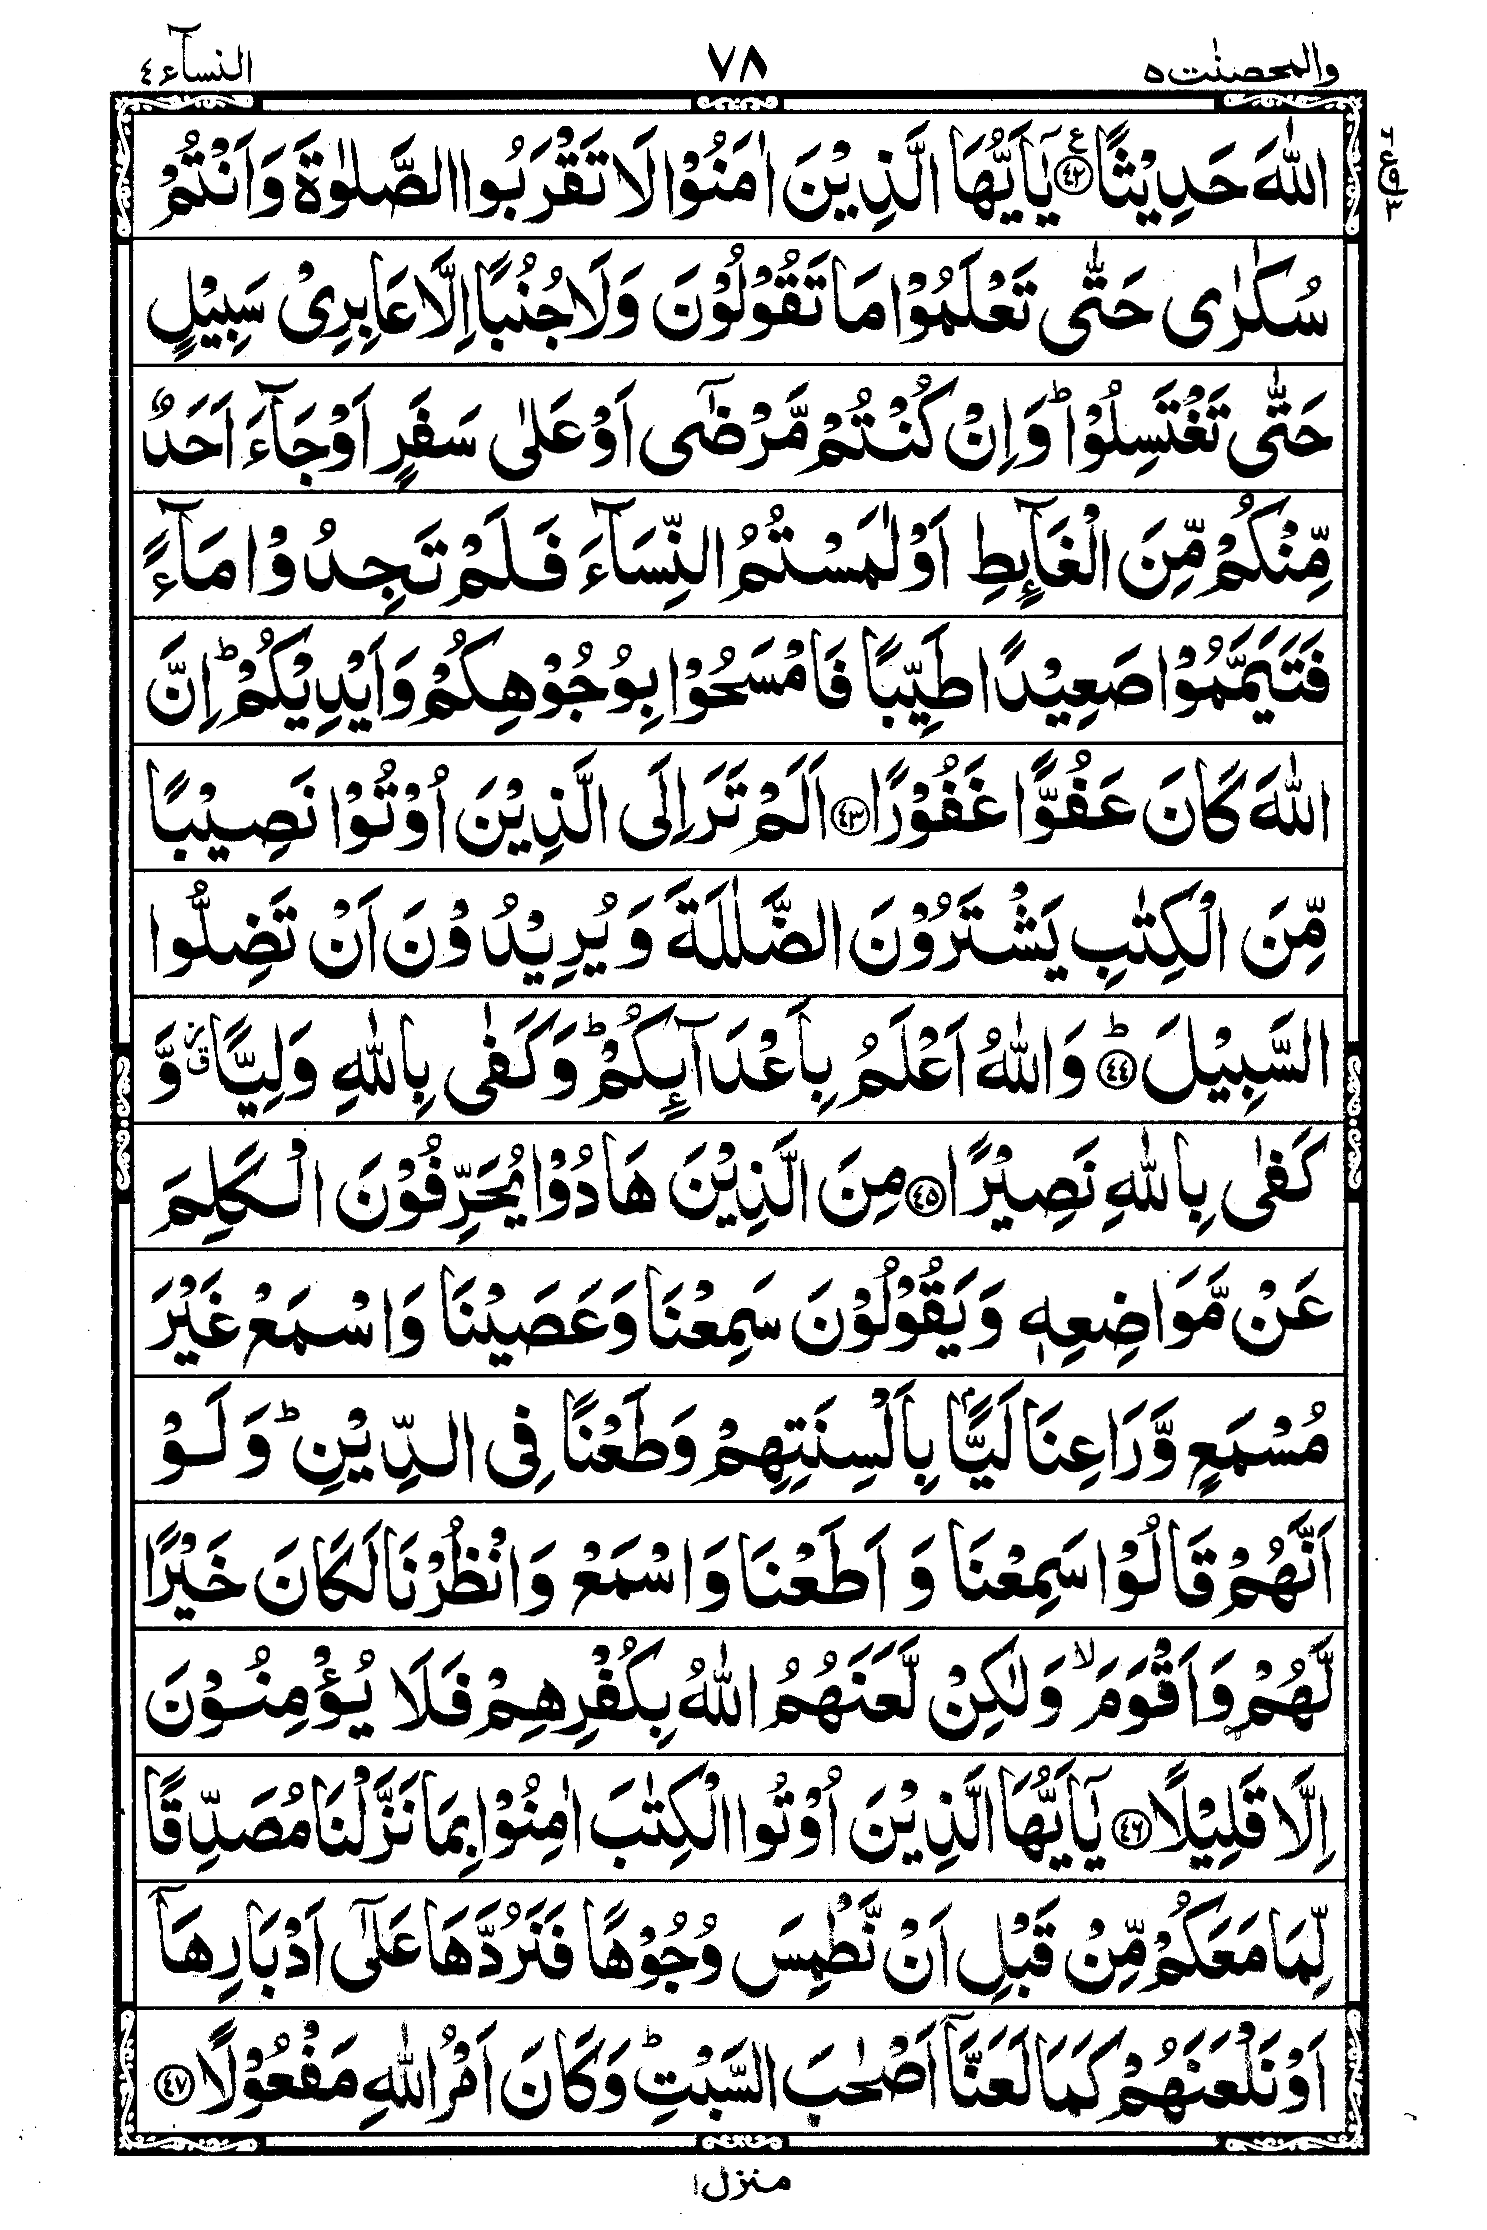 والمحصنٰت ٥ ٧٨ النسآء ٤
اللّٰهَ حَدِيْثًا ﴿٤٢﴾ ع يٰٓاَيُّهَا الَّذِيْنَ اٰمَنُوْا لَا تَقْرَبُوا الصَّلٰوةَ وَاَنْتُمْ
سُكٰرٰى حَتّٰى تَعْلَمُوْا مَا تَقُوْلُوْنَ وَلَا جُنُبًا اِلَّا عَابِرِيْ سَبِيْلٍ
حَتّٰى تَغْتَسِلُوْا ؕ وَاِنْ كُنْتُمْ مَّرْضٰٓى اَوْ عَلٰى سَفَرٍ اَوْ جَآءَ اَحَدٌ
مِّنْكُمْ مِّنَ الْغَآىِٕطِ اَوْ لٰمَسْتُمُ النِّسَآءَ فَلَمْ تَجِدُوْا مَآءً
فَتَيَمَّمُوْا صَعِيْدًا طَيِّبًا فَامْسَحُوْا بِوُجُوْهِكُمْ وَاَيْدِيْكُمْ ؕ اِنَّ
اللّٰهَ كَانَ عَفُوًّا غَفُوْرًا ﴿٤٣﴾ اَلَمْ تَرَ اِلَى الَّذِيْنَ اُوْتُوْا نَصِيْبًا
مِّنَ الْكِتٰبِ يَشْتَرُوْنَ الضَّلٰلَةَ وَيُرِيْدُوْنَ اَنْ تَضِلُّوا
السَّبِيْلَ ؕ ﴿٤٤﴾ وَاللّٰهُ اَعْلَمُ بِاَعْدَآىِٕكُمْ ؕ وَكَفٰى بِاللّٰهِ وَلِيًّا ۗز وَّ
كَفٰى بِاللّٰهِ نَصِيْرًا ﴿٤٥﴾ مِنَ الَّذِيْنَ هَادُوْا يُحَرِّفُوْنَ الْكَلِمَ
عَنْ مَّوَاضِعِهٖ وَيَقُوْلُوْنَ سَمِعْنَا وَعَصَيْنَا وَاسْمَعْ غَيْرَ
مُسْمَعٍ وَّرَاعِنَا لَيًّۢا بِاَلْسِنَتِهِمْ وَطَعْنًا فِى الدِّيْنِ ؕ وَلَوْ
اَنَّهُمْ قَالُوْا سَمِعْنَا وَ اَطَعْنَا وَاسْمَعْ وَانْظُرْنَا لَكَانَ خَيْرًا
لَّهُمْ وَاَقْوَمَ ۙ وَلٰكِنْ لَّعَنَهُمُ اللّٰهُ بِكُفْرِهِمْ فَلَا يُؤْمِنُوْنَ
اِلَّا قَلِيْلًا ﴿٤٦﴾ يٰٓاَيُّهَا الَّذِيْنَ اُوْتُوا الْكِتٰبَ اٰمِنُوْا بِمَا نَزَّلْنَا مُصَدِّقًا
لِّمَا مَعَكُمْ مِّنْ قَبْلِ اَنْ نَّطْمِسَ وُجُوْهًا فَنَرُدَّهَا عَلٰٓى اَدْبَارِهَآ
اَوْ نَلْعَنَهُمْ كَمَا لَعَنَّآ اَصْحٰبَ السَّبْتِ ؕ وَكَانَ اَمْرُ اللّٰهِ مَفْعُوْلًا ﴿٤٧﴾
منزل ١